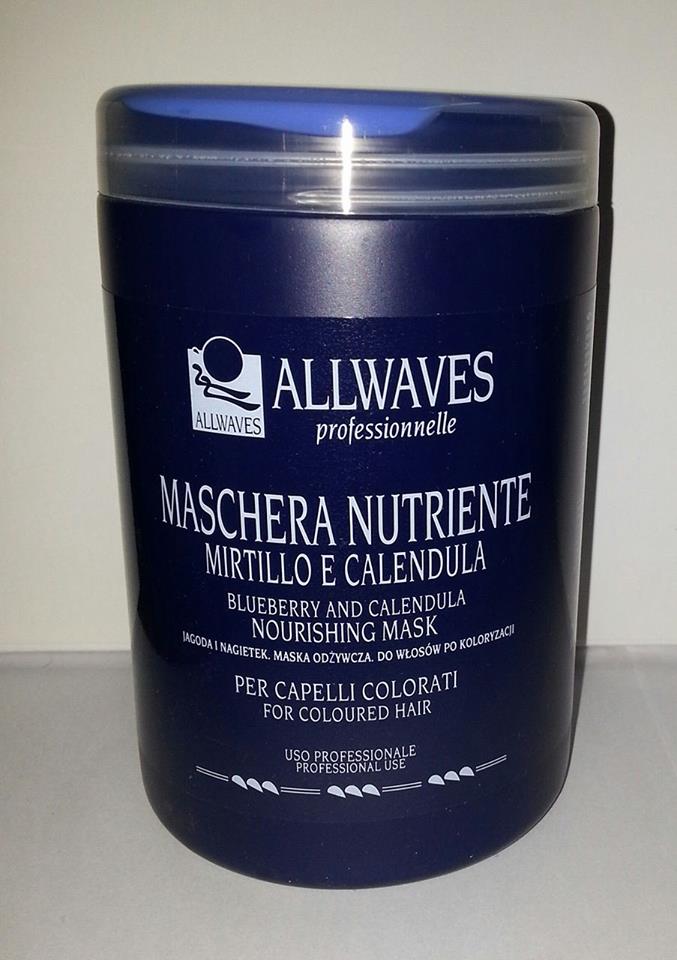 ALLWAVES
ALLWAVES
professionnelle
MASCHERA NUTRIENTE
MIRTILLO E CALENDULA
BLUEBERRY AND CALENDULA
NOURISHING MASK
JAGODA I NAGIETEK. MASKA ODŻYWCZA. DO WŁOSÓW PO KOLORYZACJI
PER CAPELLI COLORATI
FOR COLOURED HAIR
USO PROFESSIONALE
PROFESSIONAL USE